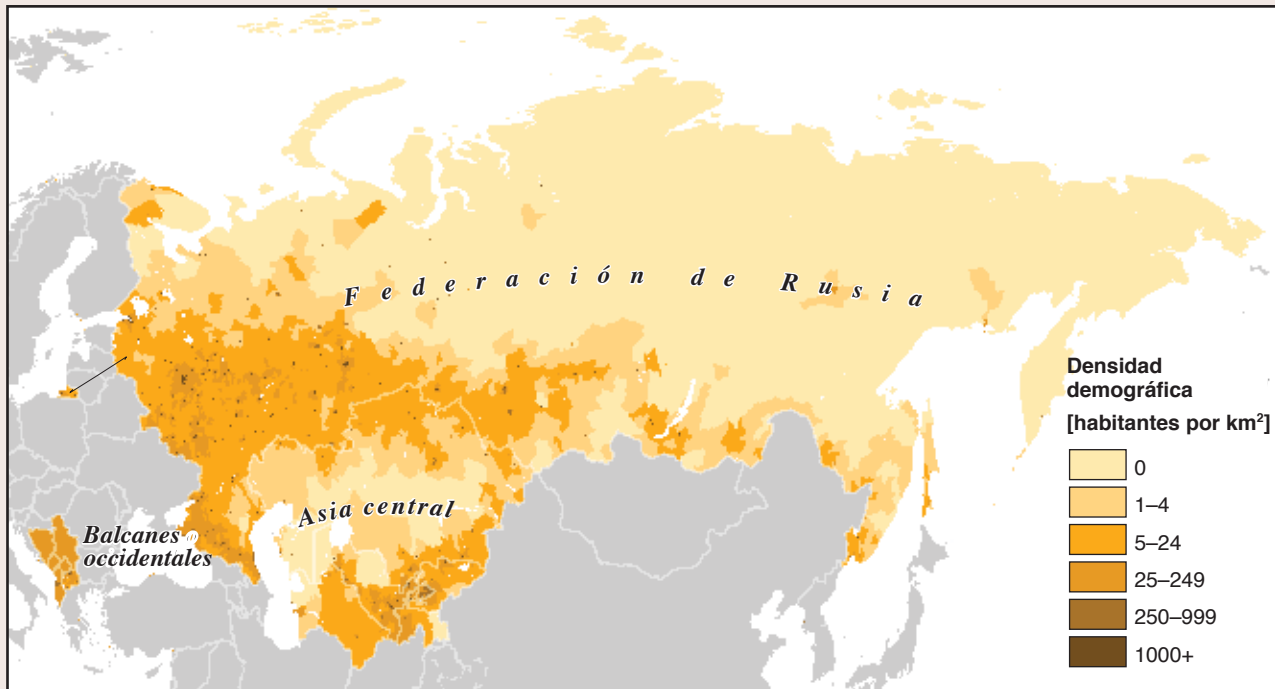 Federación de Rusia
Asia central
Balcanes
occidentales
Densidad
demográfica
[habitantes por km²]
0
1–4
5–24
25–249
250–999
1000+